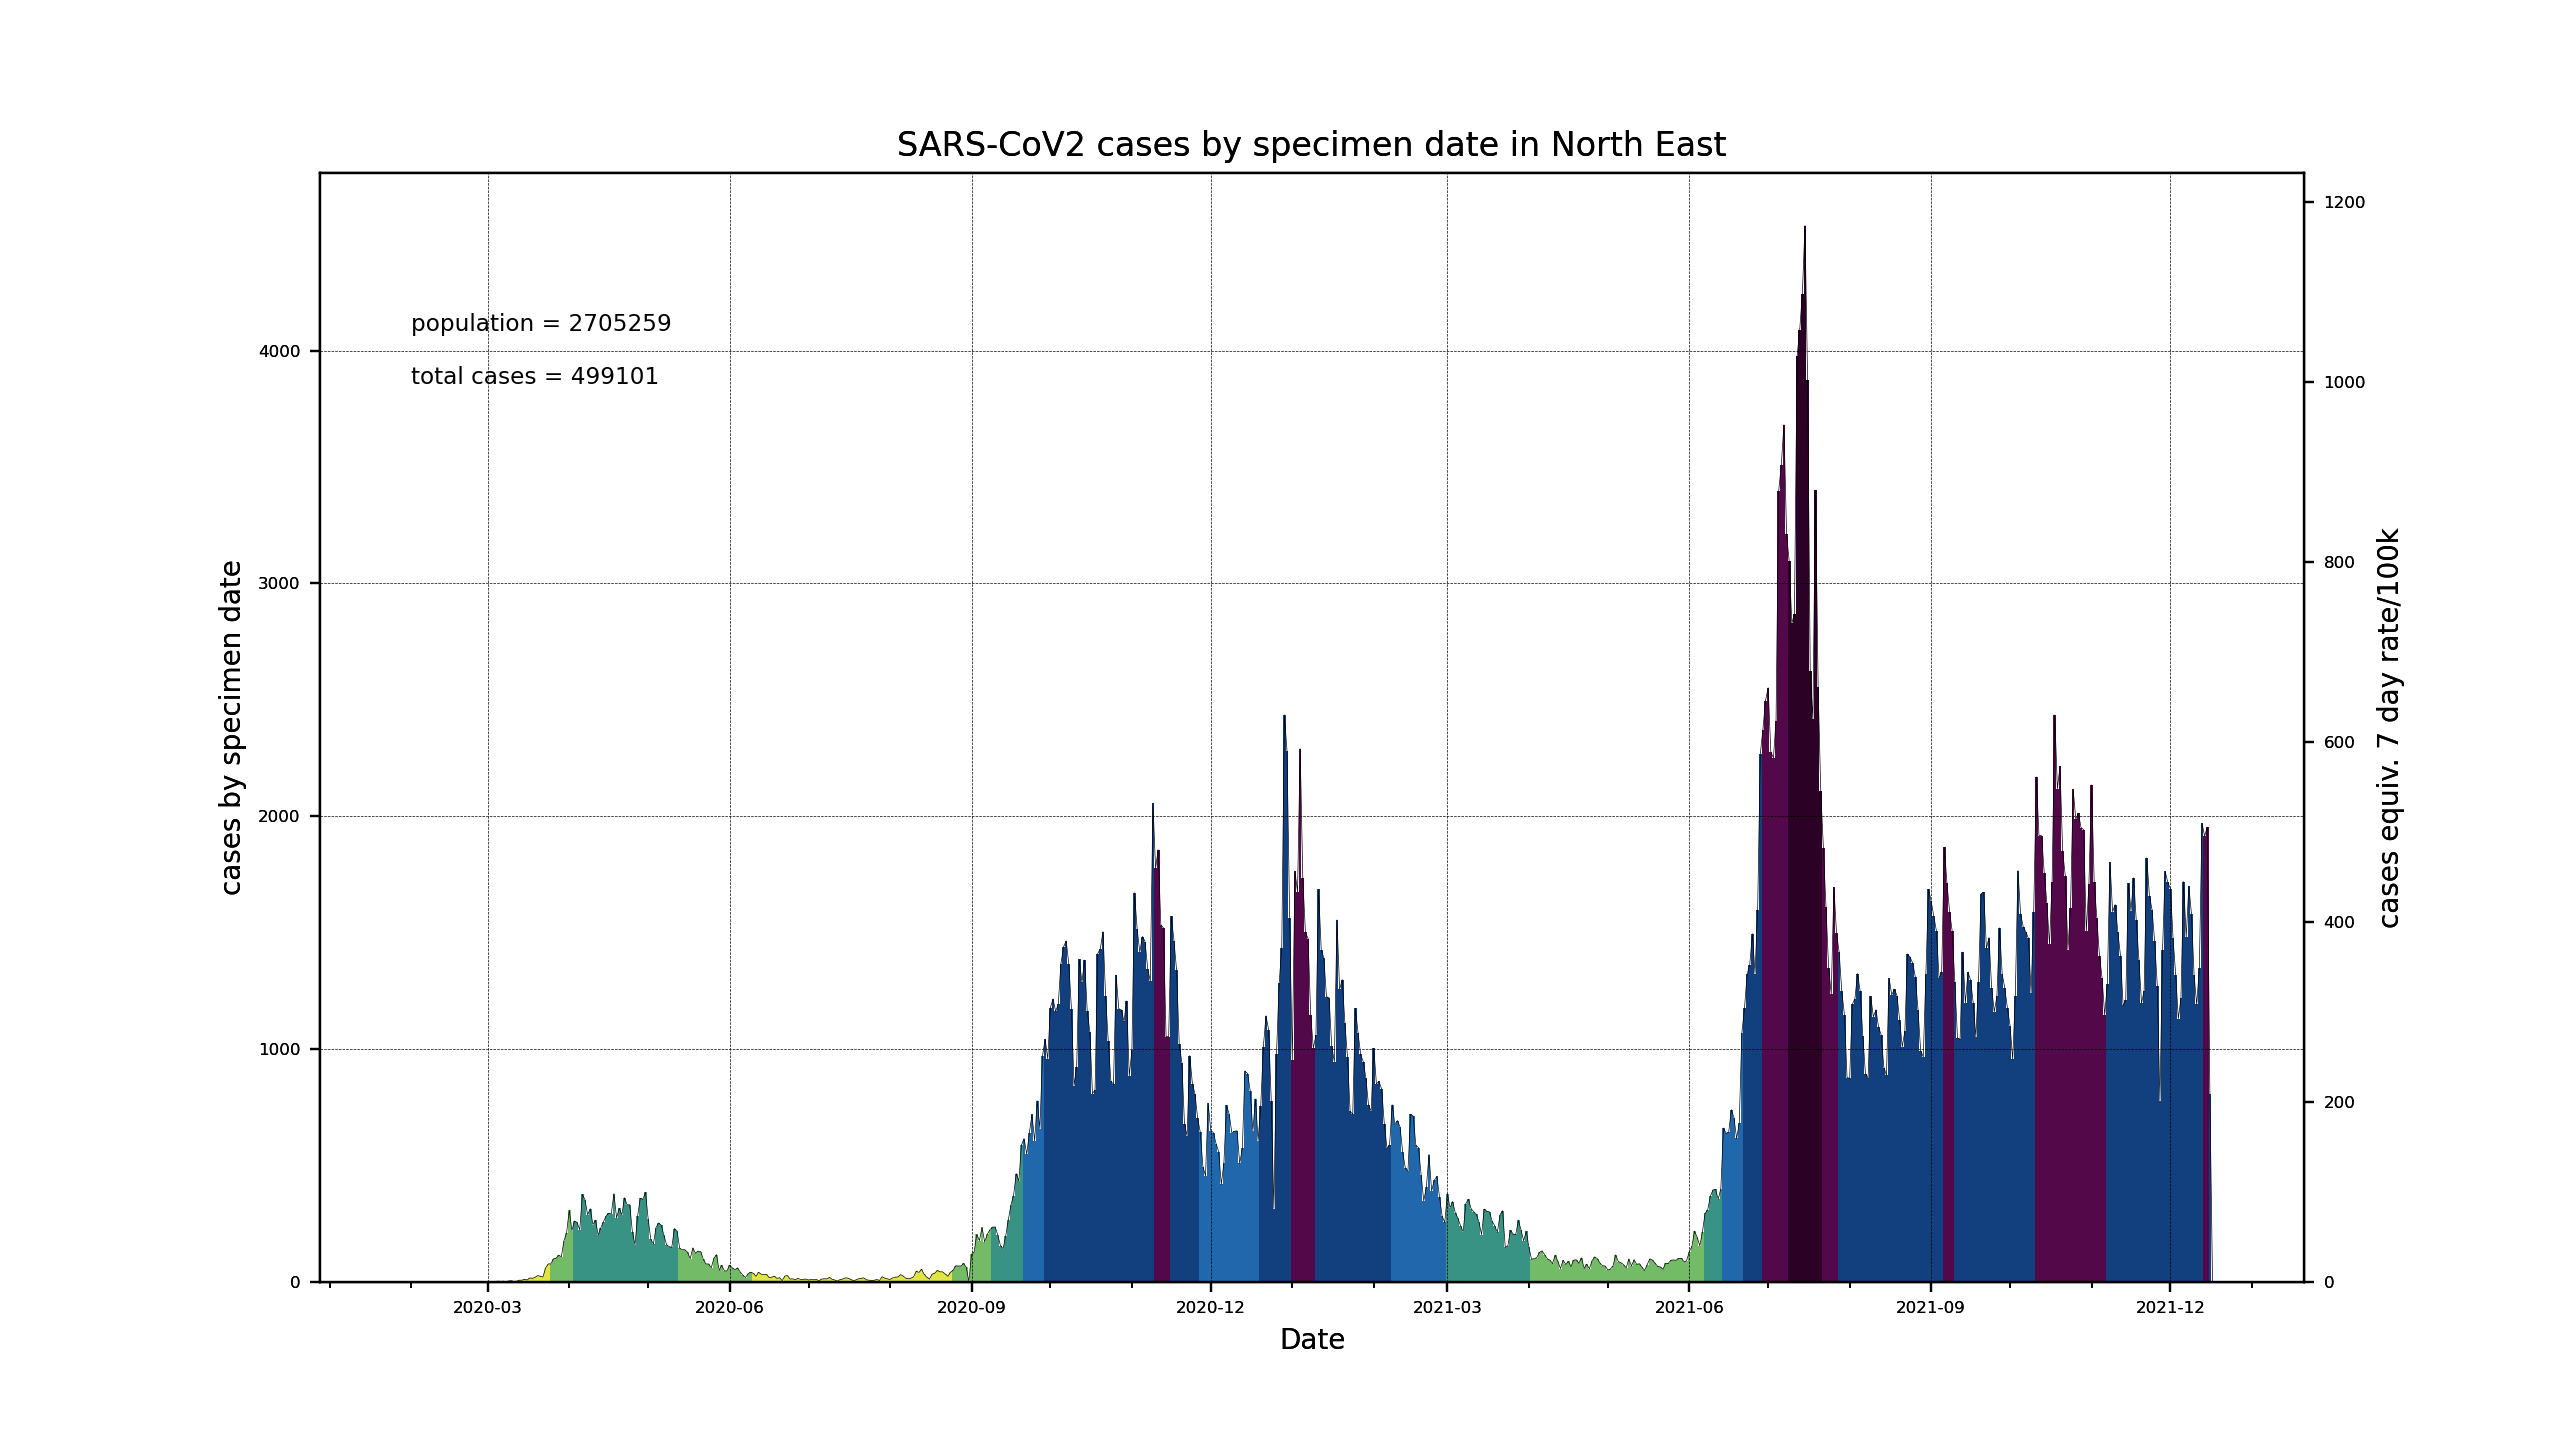 SARS-CoV2 cases by specimen date in North East
population = 2705259
total cases = 499101
cases by specimen date
4000
3000
2000
1000
0
1200
1000
800
600
400
200
0
cases equiv. 7 day rate/100k
2020-03 2020-06 2020-09 2020-12 2021-03 2021-06 2021-09 2021-12
Date